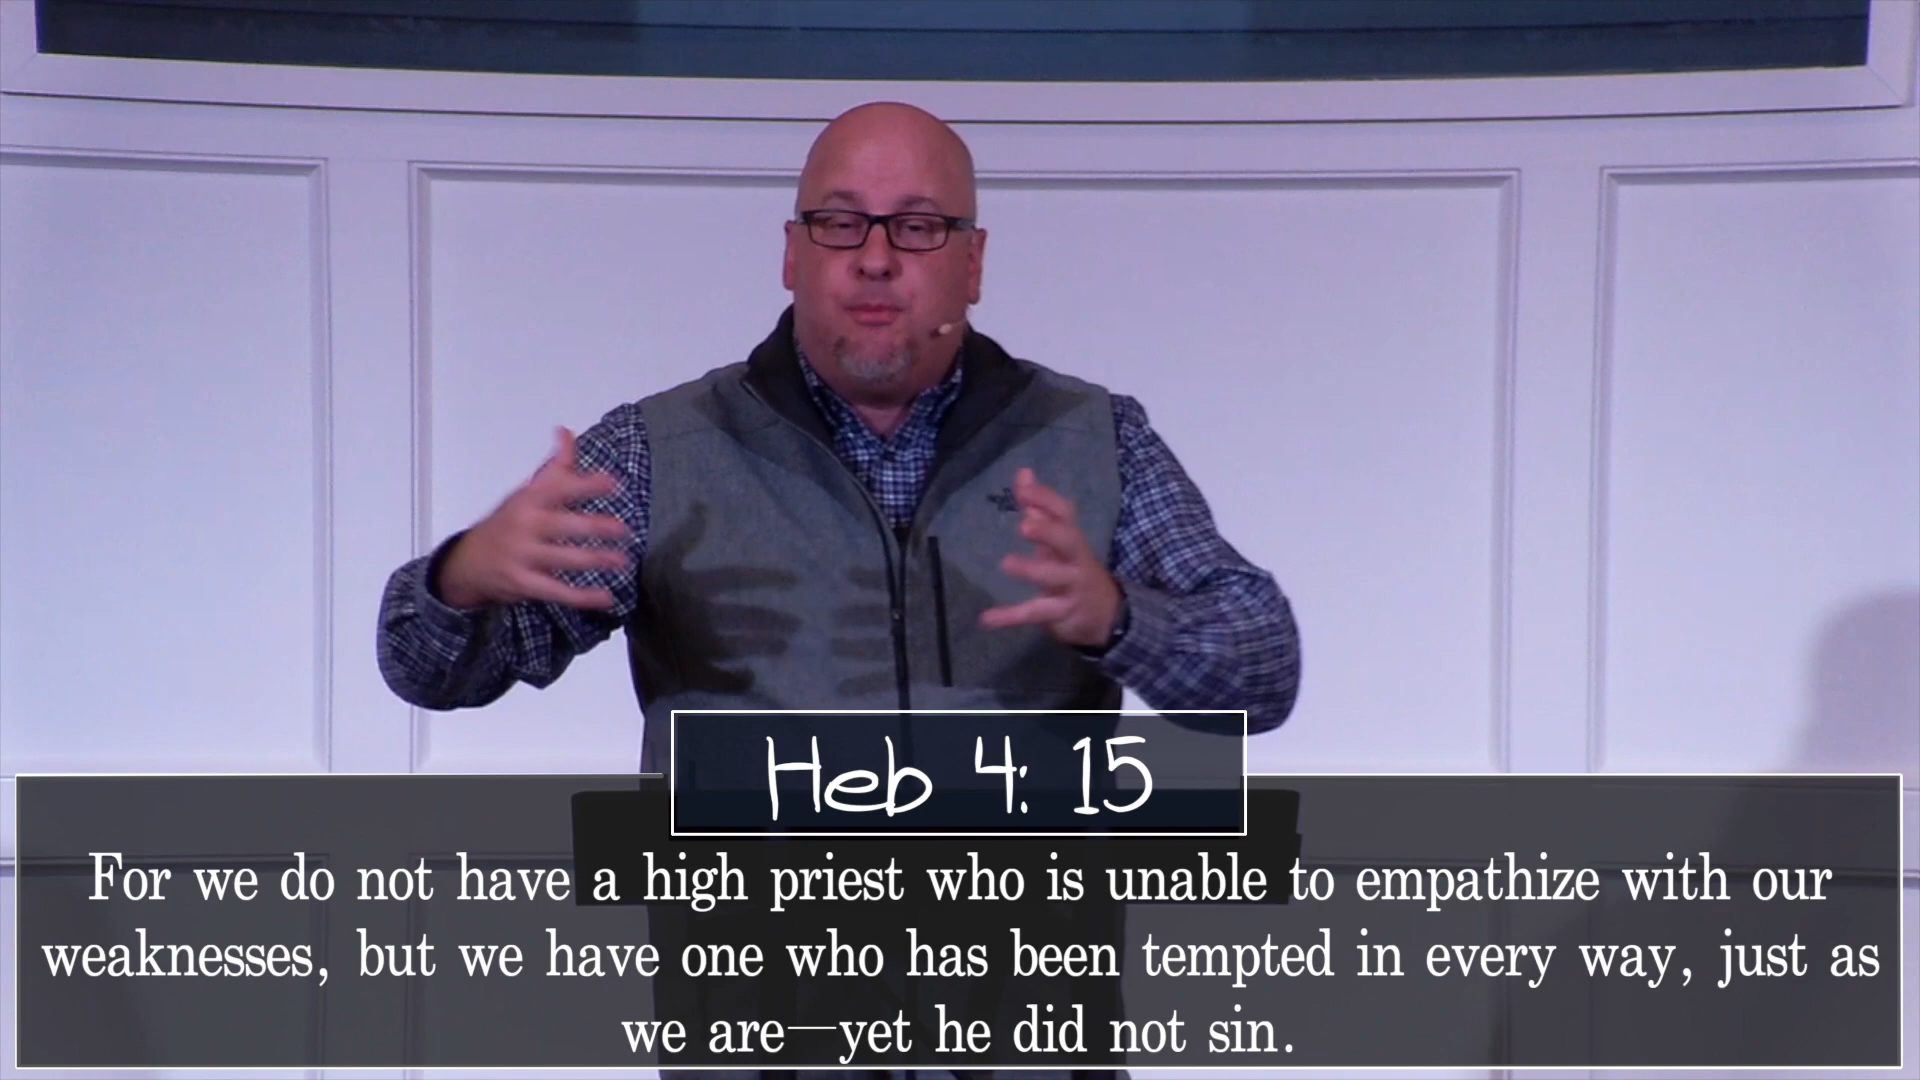 Heb 4: 15
For we do not have a high priest who is unable to empathize with our
weaknesses, but we have one who has been tempted in every way, just as
we are—yet he did not sin.